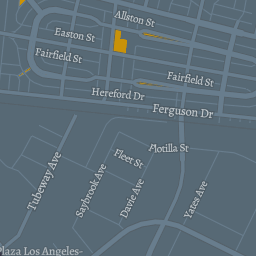 Allston St
Easton St
Fairfield St
Fairfield St
Hereford Dr
Ferguson Dr
Flotilla St
Fleet St
Tubeway Ave
Saybrook Ave
Davie Ave
Yates Ave
Plaza Los Angeles-